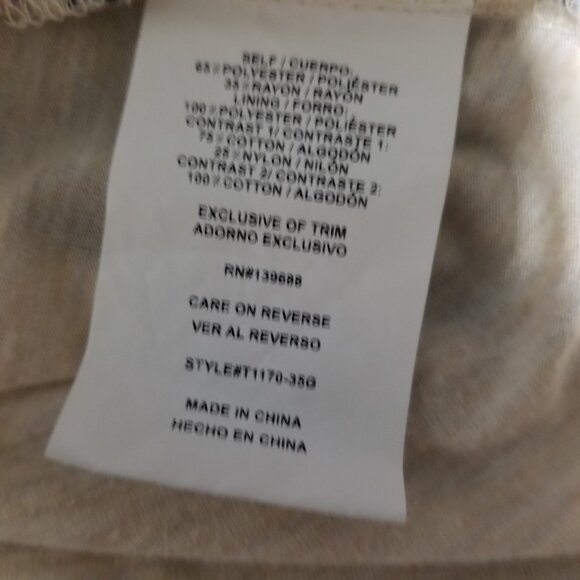 SELF / CUERPO:
65% POLYESTER / POLIÉSTER
35% RAYON / RAYÓN
LINING / FORRO:
100% POLYESTER / POLIÉSTER
CONTRAST 1/ CONTRASTE 1:
75% COTTON / ALGODÓN
25% NYLON / NILÓN
CONTRAST 2/ CONTRASTE 2:
100% COTTON / ALGODÓN
EXCLUSIVE OF TRIM
ADORNO EXCLUSIVO
RN#139688
CARE ON REVERSE
VER AL REVERSO
STYLE#T1170-35G
MADE IN CHINA
HECHO EN CHINA